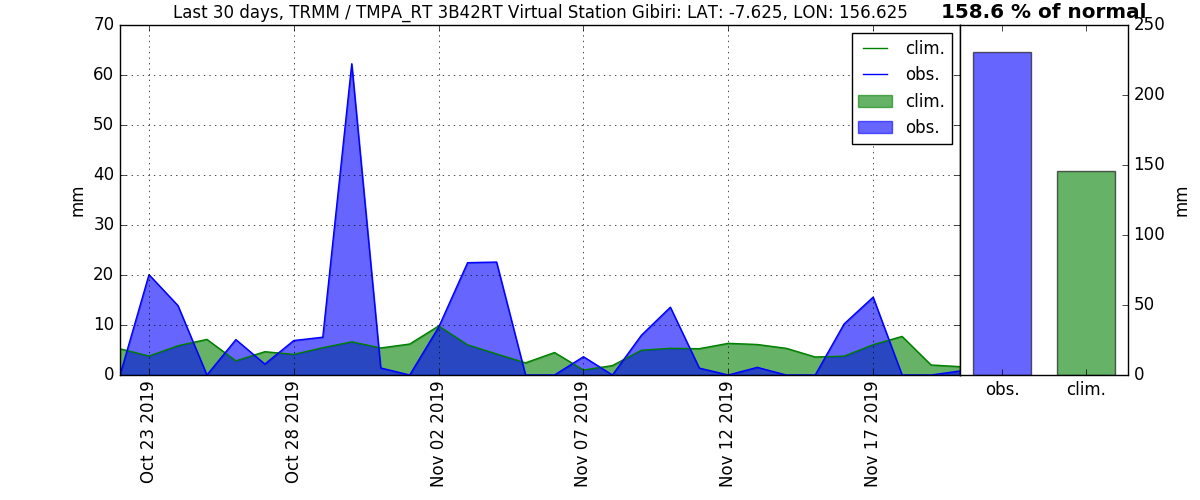 Last 30 days, TRMM / TMPA_RT 3B42RT Virtual Station Gibiri: LAT: -7.625, LON: 156.625
158.6 % of normal
70
60
50
40
30
20
10
0
mm
clim.
obs.
clim.
obs.
Oct 23 2019
Oct 28 2019
Nov 02 2019
Nov 07 2019
Nov 12 2019
Nov 17 2019
250
200
150
100
50
0
mm
obs.
clim.